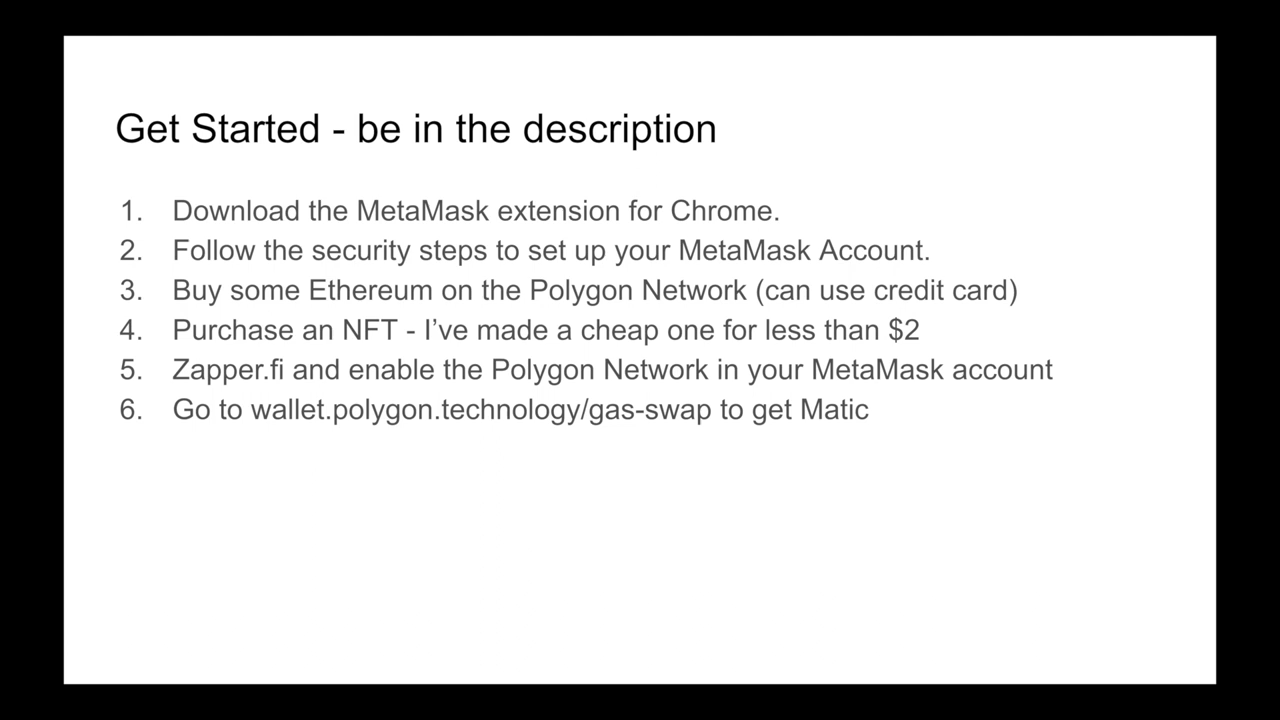 Get Started - be in the description
1. Download the MetaMask extension for Chrome.
2. Follow the security steps to set up your MetaMask Account.
3. Buy some Ethereum on the Polygon Network (can use credit card)
4. Purchase an NFT - I’ve made a cheap one for less than $2
5. Zapper.fi and enable the Polygon Network in your MetaMask account
6. Go to wallet.polygon.technology/gas-swap to get Matic